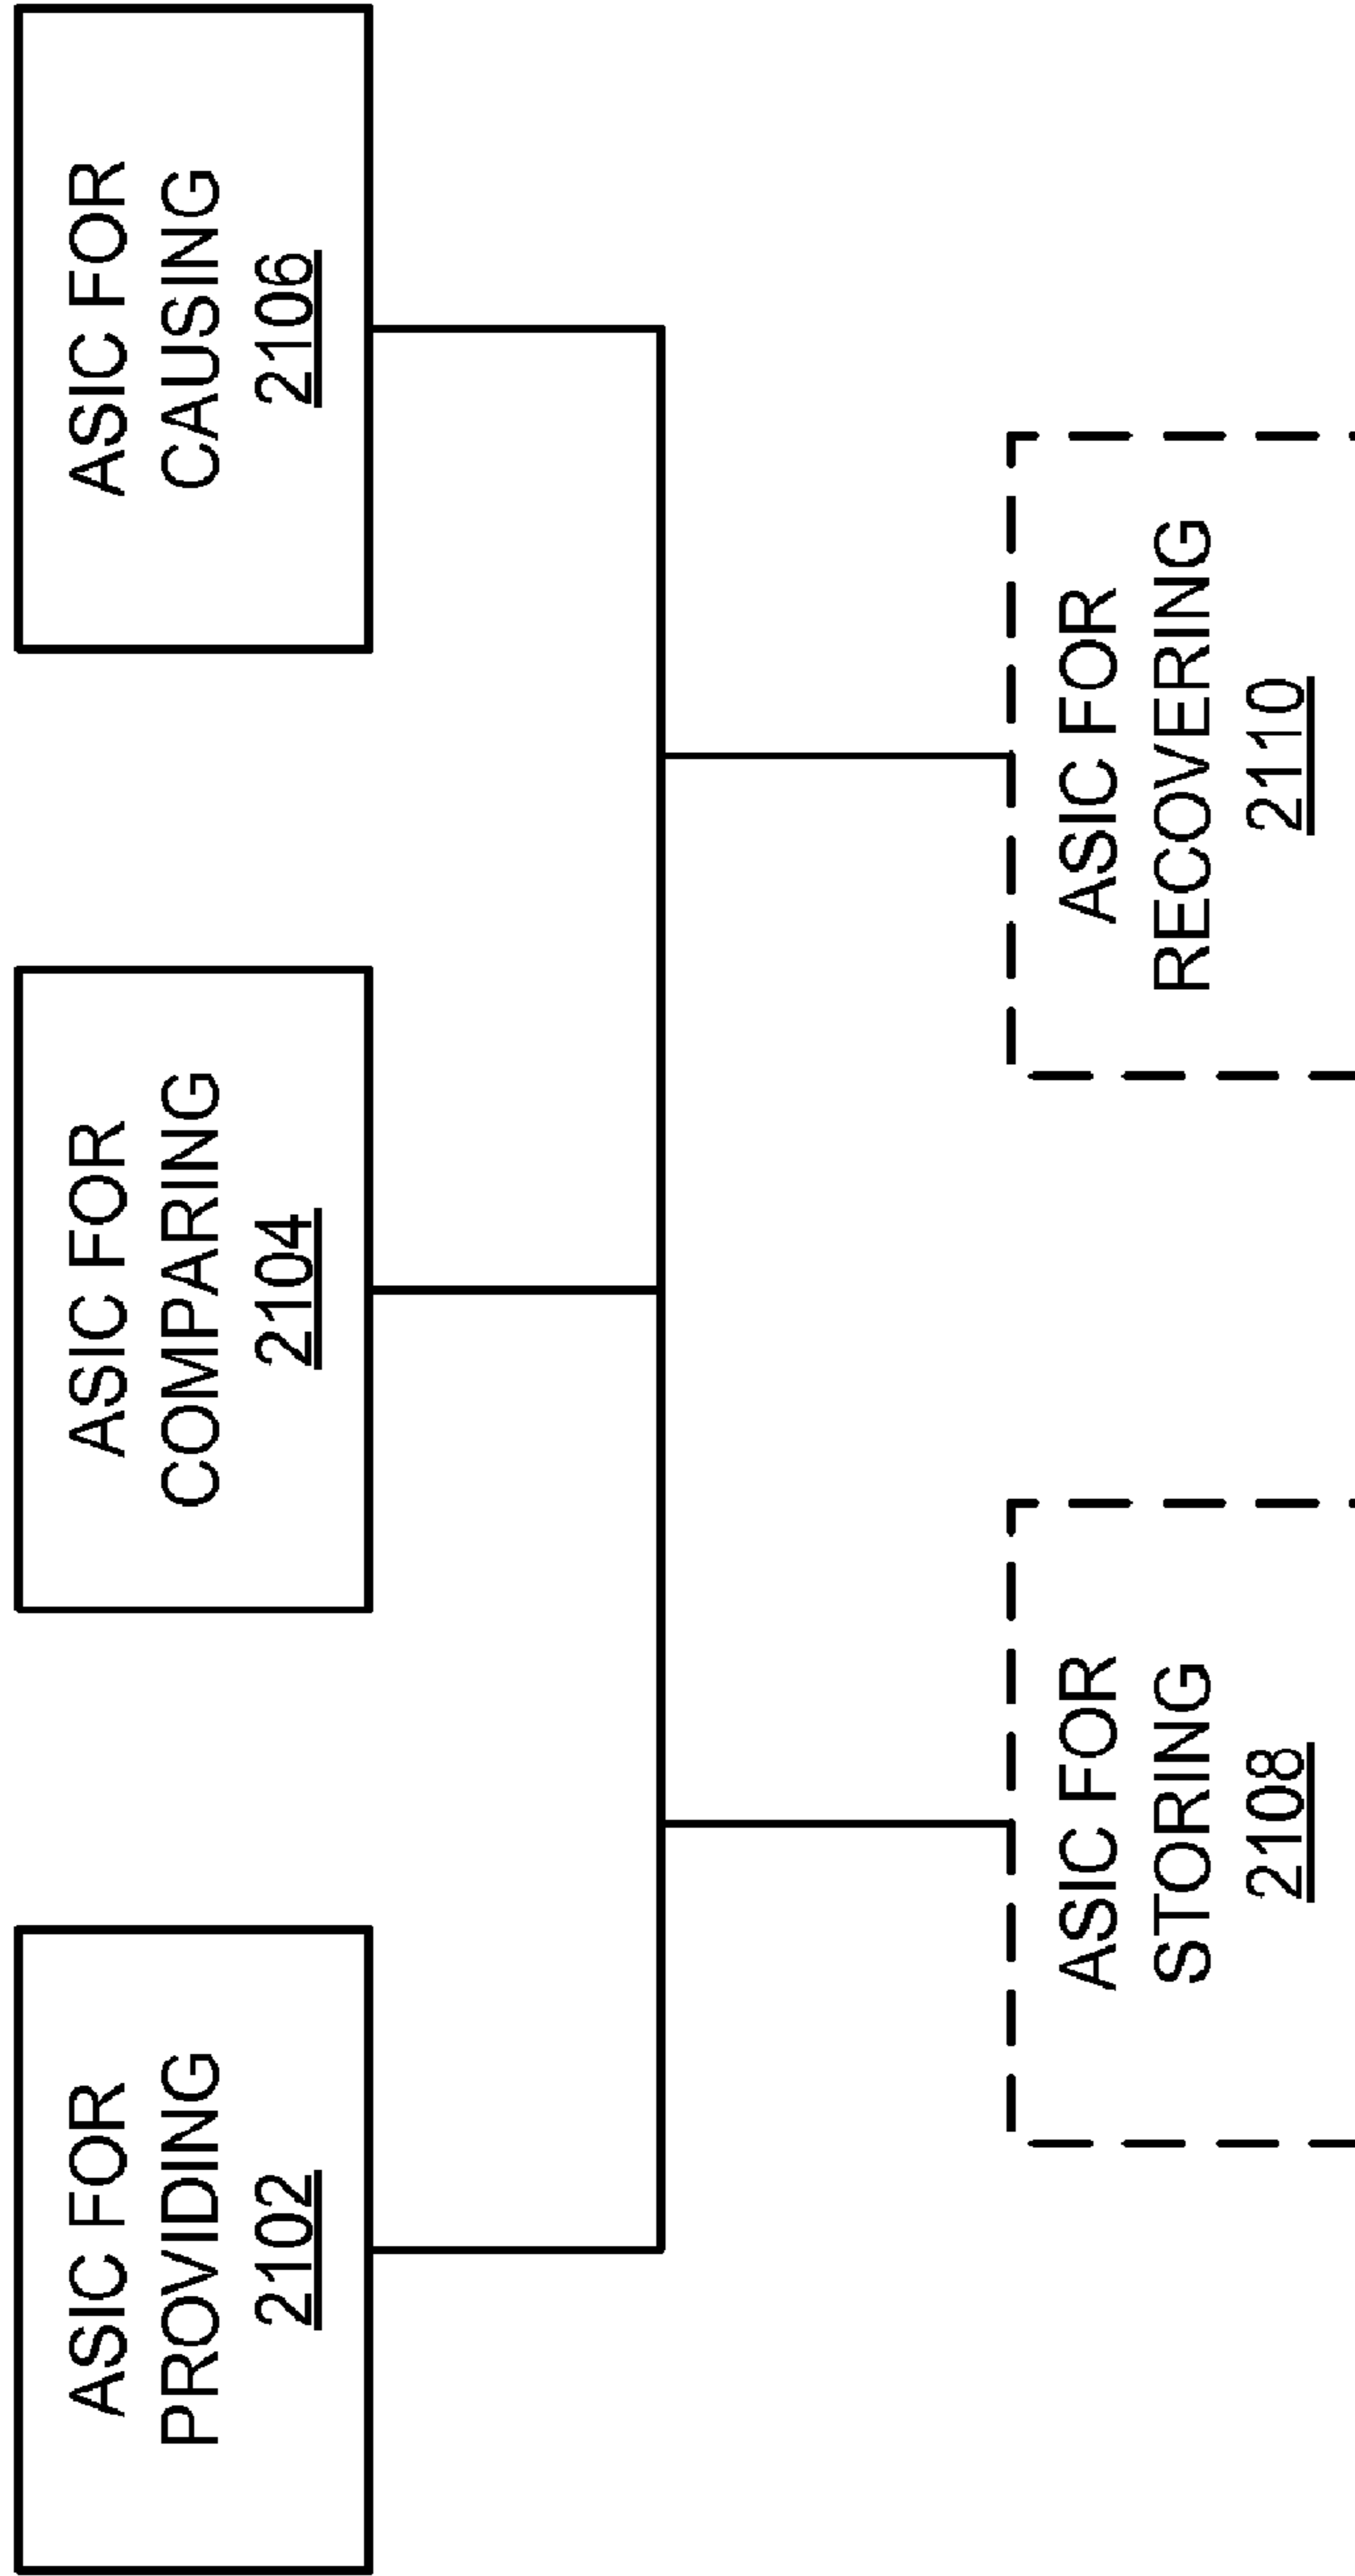 ASIC FOR
PROVIDING
2102
ASIC FOR
COMPARING
2104
ASIC FOR
CAUSING
2106
ASIC FOR
STORING
2108
ASIC FOR
RECOVERING
2110